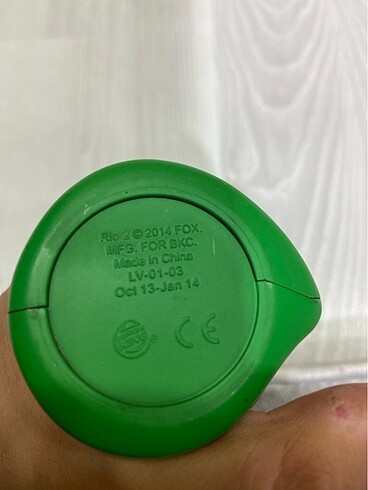 Rio 2 © 2014 FOX.
MFG. FOR BKC.
Made in China
LV-01-03
Oct 13-Jan 14
CE